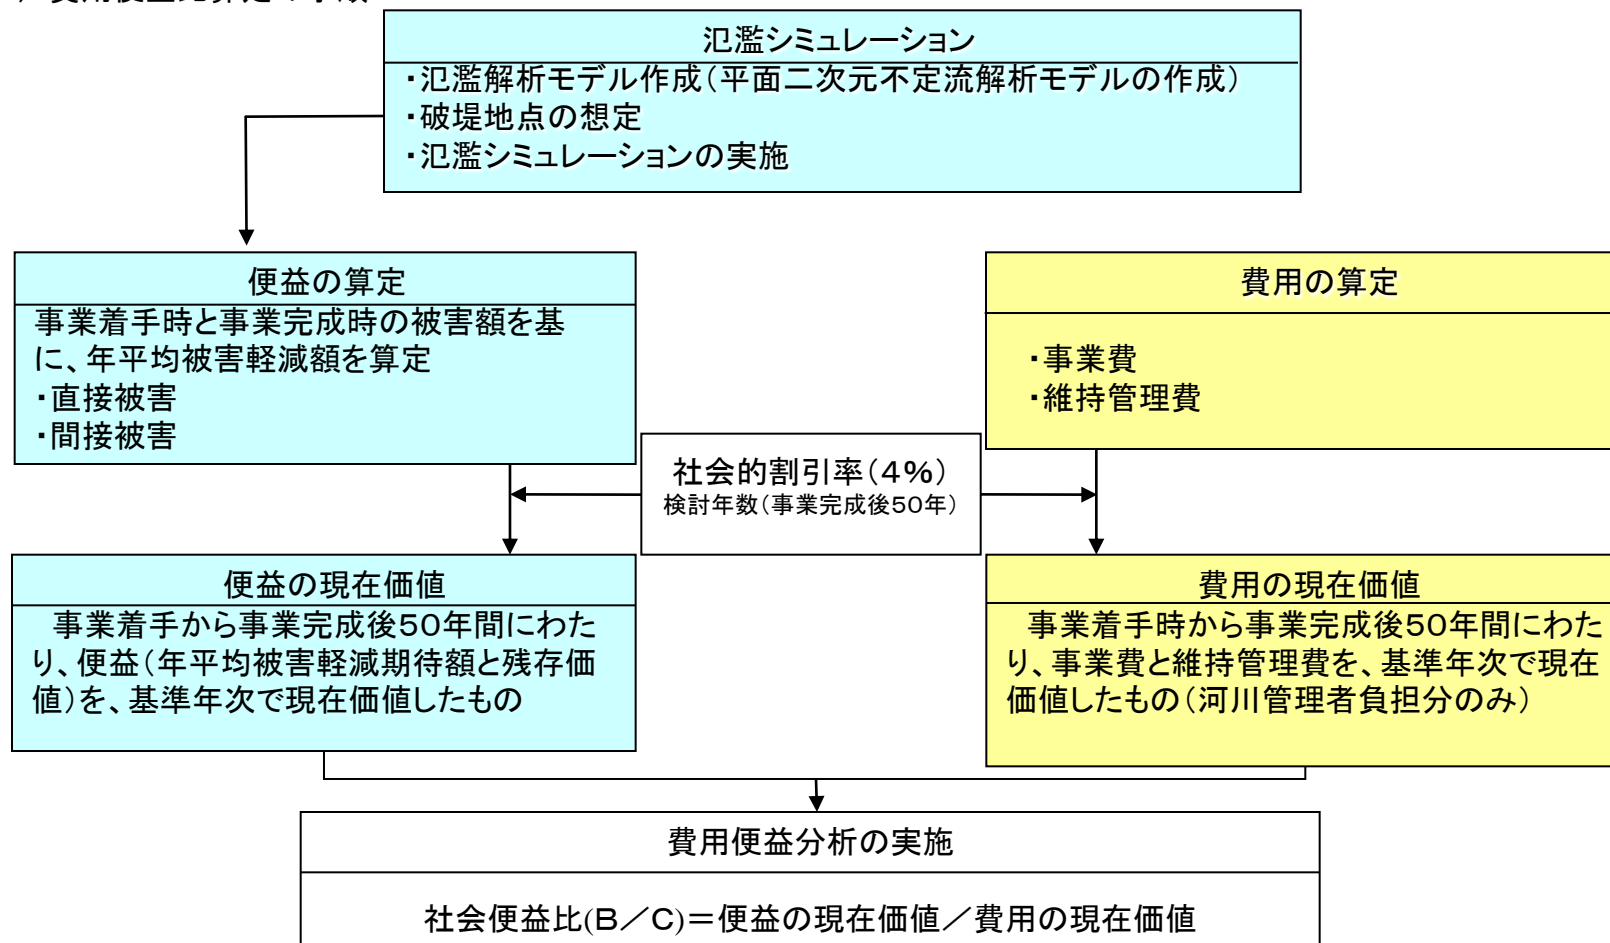 氾濫シミュレーション
・氾濫解析モデル作成(平面二次元不定流解析モデルの作成)
・破堤地点の想定
・氾濫シミュレーションの実施
便益の算定
事業着手時と事業完成時の被害額を基
に、年平均被害軽減額を算定
・直接被害
・間接被害
費用の算定
・事業費
・維持管理費
社会的割引率(4%)
検討年数(事業完成後50年)
便益の現在価値
事業着手から事業完成後50年間にわた
り、便益(年平均被害軽減期待額と残存価
値)を、基準年次で現在価値したもの
費用の現在価値
事業着手時から事業完成後50年間にわた
り、事業費と維持管理費を、基準年次で現在
価値したもの(河川管理者負担分のみ)
費用便益分析の実施
社会便益比(B/C)=便益の現在価値/費用の現在価値